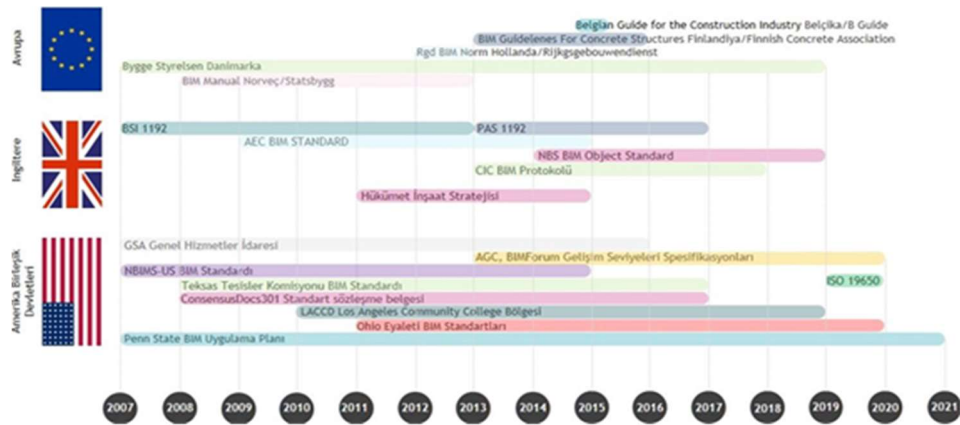 Avrupa
Belgian Guide for the Construction Industry Belçika/B Guide
BIM Guidelenes For Concrete Structures Finlandiya/Finnish Concrete Association
Rgd BIM Norm Hollanda/Rijkgsgebouwendienst
Bygge Styrelsen Danimarka
BIM Manual Norveç/Statsbygg
İngiltere
BSI 1192
PAS 1192
AEC BIM STANDARD
NBS BIM Object Standard
CIC BIM Protokolü
Hükümet İnşaat Stratejisi
Amerika Birleşik
Devletleri
GSA Genel Hizmetler İdaresi
AGC, BIMForum Gelişim Seviyeleri Spesifikasyonları
NBIMS-US BIM Standardı
ISO 19650
Teksas Tesisler Komisyonu BIM Standardı
ConsensusDocs301 Standart sözleşme belgesi
LACCD Los Angeles Community College Bölgesi
Ohio Eyaleti BIM Standartları
Penn State BIM Uygulama Planı
2007 2008 2009 2010 2011 2012 2013 2014 2015 2016 2017 2018 2019 2020 2021